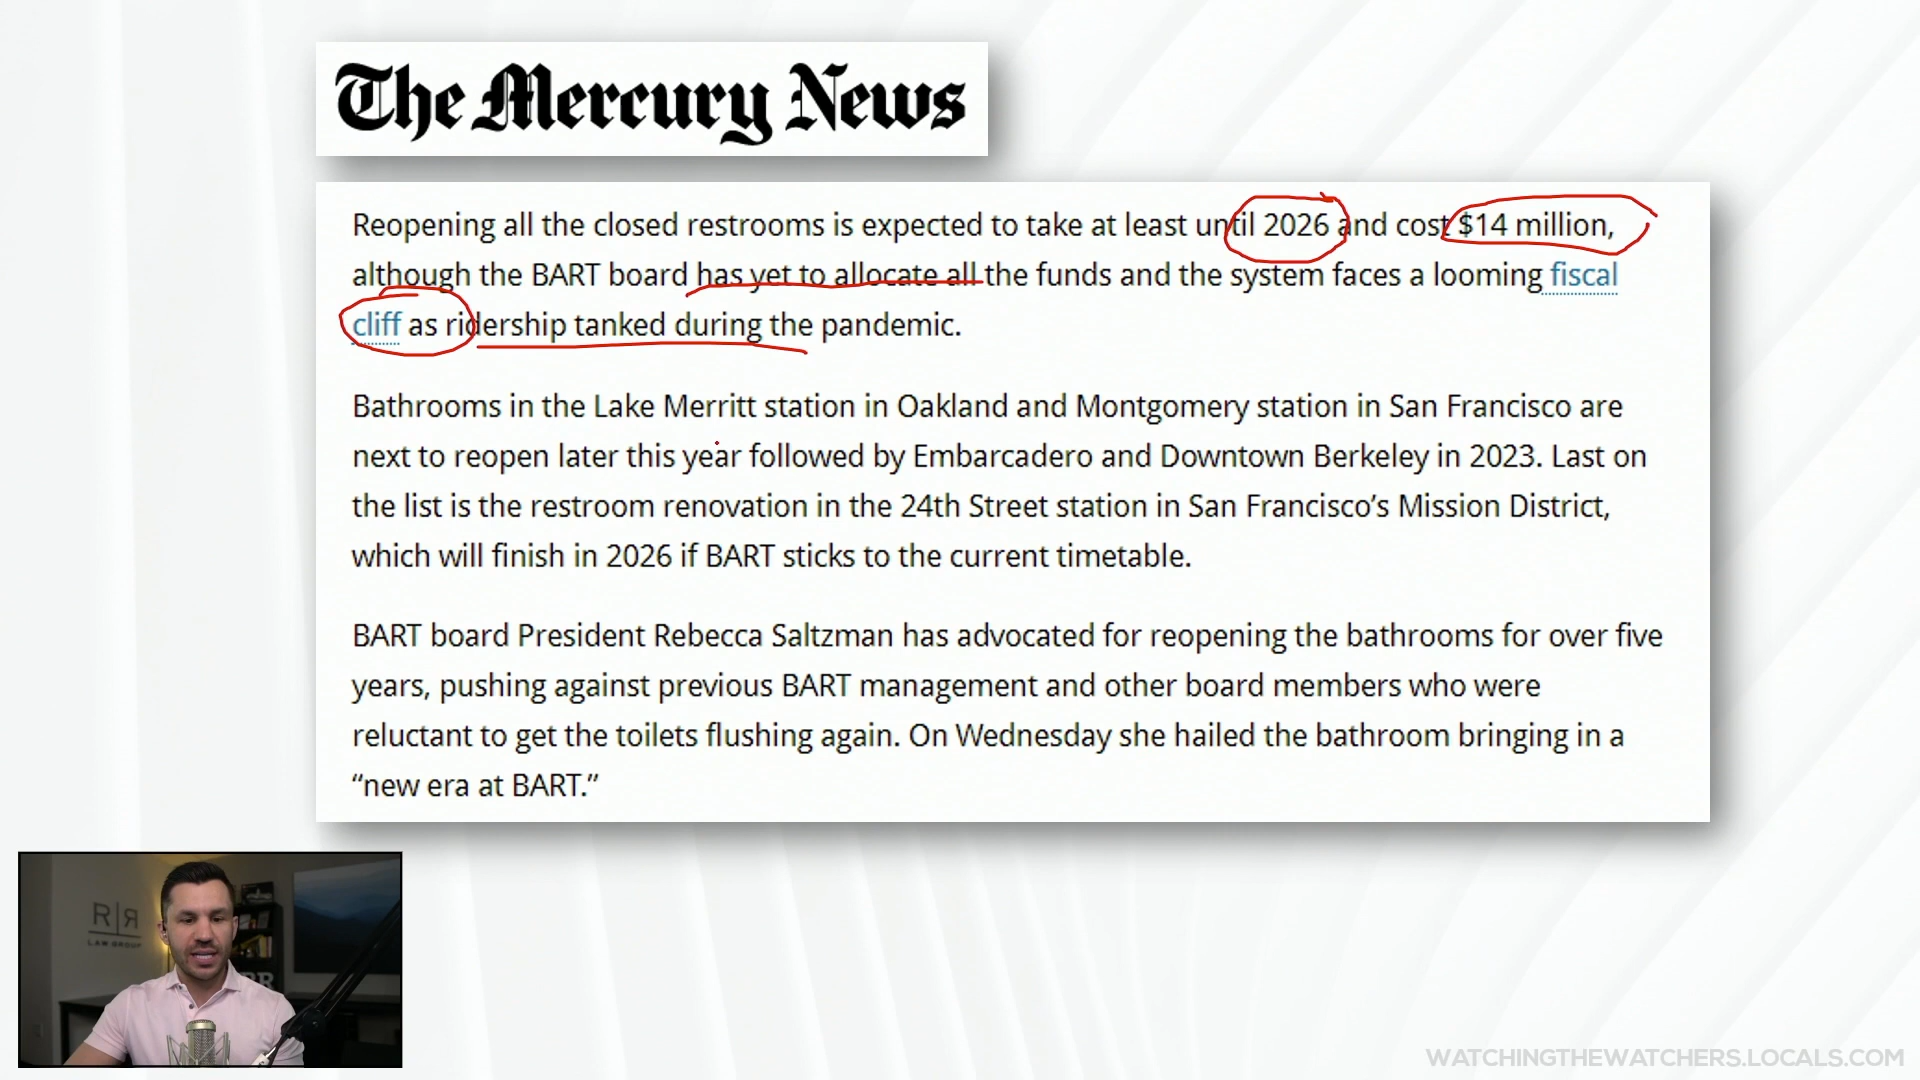 The Mercury News
Reopening all the closed restrooms is expected to take at least until 2026 and cost $14 million,
although the BART board has yet to allocate all the funds and the system faces a looming fiscal
cliff as ridership tanked during the pandemic.
Bathrooms in the Lake Merritt station in Oakland and Montgomery station in San Francisco are
next to reopen later this year followed by Embarcadero and Downtown Berkeley in 2023. Last on
the list is the restroom renovation in the 24th Street station in San Francisco’s Mission District,
which will finish in 2026 if BART sticks to the current timetable.
BART board President Rebecca Saltzman has advocated for reopening the bathrooms for over five
years, pushing against previous BART management and other board members who were
reluctant to get the toilets flushing again. On Wednesday she hailed the bathroom bringing in a
“new era at BART.”
R|Я
LAW GROUP
WATCHINGTHEWATCHERS.LOCALS.COM